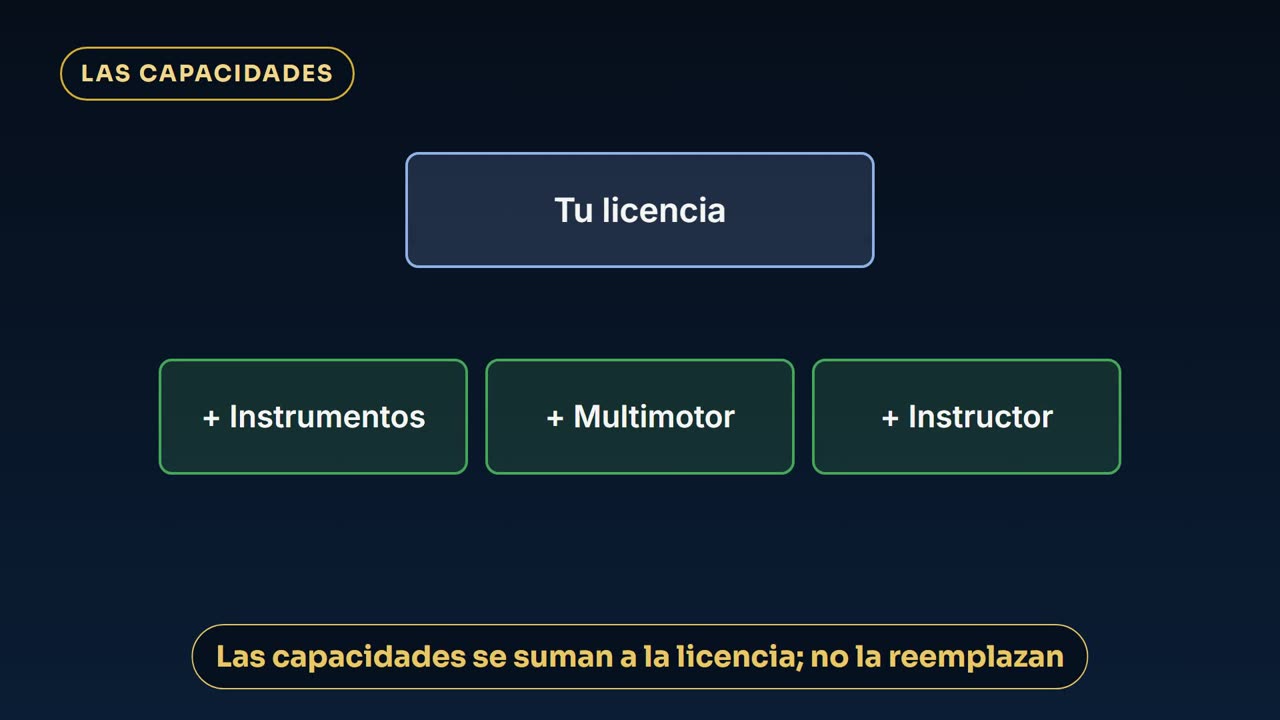 LAS CAPACIDADES
Tu licencia
+ Instrumentos
+ Multimotor
+ Instructor
Las capacidades se suman a la licencia; no la reemplazan